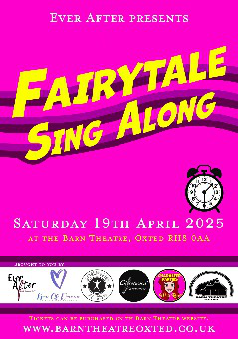 Ever After presents
Fairytale
Sing Along
Saturday 19th April 2025
at the Barn Theatre, Oxted RH8 0AA
Brought to you by
Ever
After
Tickets can be purchased on the Barn Theatre website.
www.barntheatreoxted.co.uk